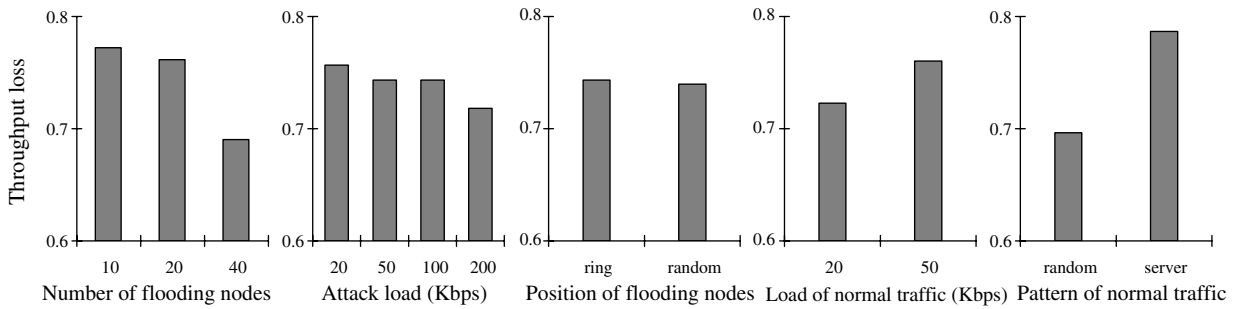 Throughput loss
0.8
0.7
0.6
10 20 40
Number of flooding nodes
0.8
0.7
0.6
20 50 100 200
Attack load (Kbps)
0.8
0.7
0.6
ring random
Position of flooding nodes
0.8
0.7
0.6
20 50
Load of normal traffic (Kbps)
0.8
0.7
0.6
random server
Pattern of normal traffic